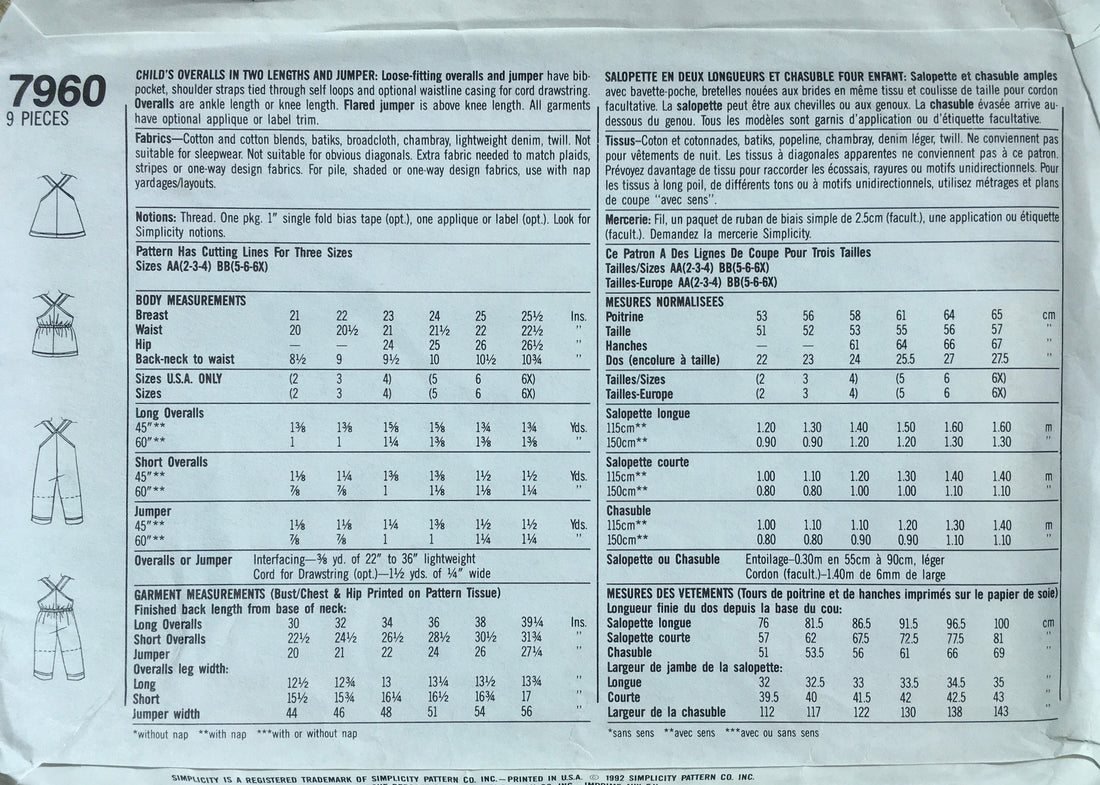 7960
9 PIECES
CHILD'S OVERALLS IN TWO LENGTHS AND JUMPER: Loose-fitting overalls and jumper have bib-
pocket, shoulder straps tied through self loops and optional waistline casing for cord drawstring.
Overalls are ankle length or knee length. Flared jumper is above knee length. All garments
have optional applique or label trim.
Fabrics—Cotton and cotton blends, batiks, broadcloth, chambray, lightweight denim, twill. Not
suitable for sleepwear. Not suitable for obvious diagonals. Extra fabric needed to match plaids,
stripes or one-way design fabrics. For pile, shaded or one-way design fabrics, use with nap
yardages/layouts.
Notions: Thread. One pkg. 1" single fold bias tape (opt.), one applique or label (opt.). Look for
Simplicity notions.
Pattern Has Cutting Lines For Three Sizes
Sizes AA(2-3-4) BB(5-6-6X)
BODY MEASUREMENTS
Breast 21 22 23 24 25 25½ Ins.
Waist 20 20½ 21 21½ 22 22½ "
Hip — — 24 25 26 26½ "
Back-neck to waist 8½ 9 9½ 10 10½ 10¾ "
Sizes U.S.A. ONLY (2 3 4) (5 6 6X)
Sizes (2 3 4) (5 6 6X)
Long Overalls
45"** 1⅜ 1⅜ 1⅝ 1⅝ 1¾ 1¾ Yds.
60"** 1 1 1¼ 1⅜ 1⅜ 1⅜ "
Short Overalls
45"** 1⅛ 1¼ 1⅜ 1⅜ 1½ 1½ Yds.
60"** ⅞ ⅞ 1 1⅛ 1⅛ 1¼ "
Jumper
45"** 1⅛ 1⅛ 1¼ 1⅜ 1½ 1½ Yds.
60"** ⅞ ⅞ 1 1 1¼ 1¼ "
Overalls or Jumper Interfacing—⅜ yd. of 22" to 36" lightweight
Cord for Drawstring (opt.)—1½ yds. of ¼" wide
GARMENT MEASUREMENTS (Bust/Chest & Hip Printed on Pattern Tissue)
Finished back length from base of neck:
Long Overalls 30 32 34 36 38 39¼ Ins.
Short Overalls 22½ 24½ 26½ 28½ 30½ 31¾ "
Jumper 20 21 22 24 26 27¼ "
Overalls leg width:
Long 12½ 12¾ 13 13¼ 13½ 13¾ "
Short 15½ 15¾ 16¼ 16½ 16¾ 17 "
Jumper width 44 46 48 51 54 56 "
*without nap **with nap ***with or without nap
SALOPETTE EN DEUX LONGUEURS ET CHASUBLE FOUR ENFANT: Salopette et chasuble amples
avec bavette-poche, bretelles nouées aux brides en même tissu et coulisse de taille pour cordon
facultative. La salopette peut être aux chevilles ou aux genoux. La chasuble évasée arrive au-
dessous du genou. Tous les modèles sont garnis d'application ou d'étiquette facultative.
Tissus–Coton et cotonnades, batiks, popeline, chambray, denim léger, twill. Ne conviennent pas
pour vêtements de nuit. Les tissus à diagonales apparentes ne conviennent pas à ce patron.
Prévoyez davantage de tissu pour raccorder les écossais, rayures ou motifs unidirectionnels. Pour
les tissus à long poil, de différents tons ou à motifs unidirectionnels, utilisez métrages et plans
de coupe "avec sens".
Mercerie: Fil, un paquet de ruban de biais simple de 2.5cm (facult.), une application ou étiquette
(facult.). Demandez la mercerie Simplicity.
Ce Patron A Des Lignes De Coupe Pour Trois Tailles
Tailles/Sizes AA(2-3-4) BB(5-6-6X)
Tailles-Europe AA(2-3-4) BB(5-6-6X)
MESURES NORMALISEES
Poitrine 53 56 58 61 64 65 cm
Taille 51 52 53 55 56 57 "
Hanches — — 61 64 66 67 "
Dos (encolure à taille) 22 23 24 25.5 27 27.5 "
Tailles/Sizes (2 3 4) (5 6 6X)
Tailles-Europe (2 3 4) (5 6 6X)
Salopette longue
115cm** 1.20 1.30 1.40 1.50 1.60 1.60 m
150cm** 0.90 0.90 1.20 1.20 1.30 1.30 "
Salopette courte
115cm** 1.00 1.10 1.20 1.30 1.40 1.40 m
150cm** 0.80 0.80 1.00 1.00 1.10 1.10 "
Chasuble
115cm** 1.00 1.10 1.10 1.20 1.30 1.40 m
150cm** 0.80 0.80 0.90 0.90 1.10 1.10 "
Salopette ou Chasuble Entoilage–0.30m en 55cm à 90cm, léger
Cordon (facult.)–1.40m de 6mm de large
MESURES DES VETEMENTS (Tours de poitrine et de hanches imprimés sur le papier de soie)
Longueur finie du dos depuis la base du cou:
Salopette longue 76 81.5 86.5 91.5 96.5 100 cm
Salopette courte 57 62 67.5 72.5 77.5 81 "
Chasuble 51 53.5 56 61 66 69 "
Largeur de jambe de la salopette:
Longue 32 32.5 33 33.5 34.5 35 "
Courte 39.5 40 41.5 42 42.5 43 "
Largeur de la chasuble 112 117 122 130 138 143 "
*sans sens **avec sens ***avec ou sans sens
SIMPLICITY IS A REGISTERED TRADEMARK OF SIMPLICITY PATTERN CO. INC.—PRINTED IN U.S.A. © 1992 SIMPLICITY PATTERN CO. INC.